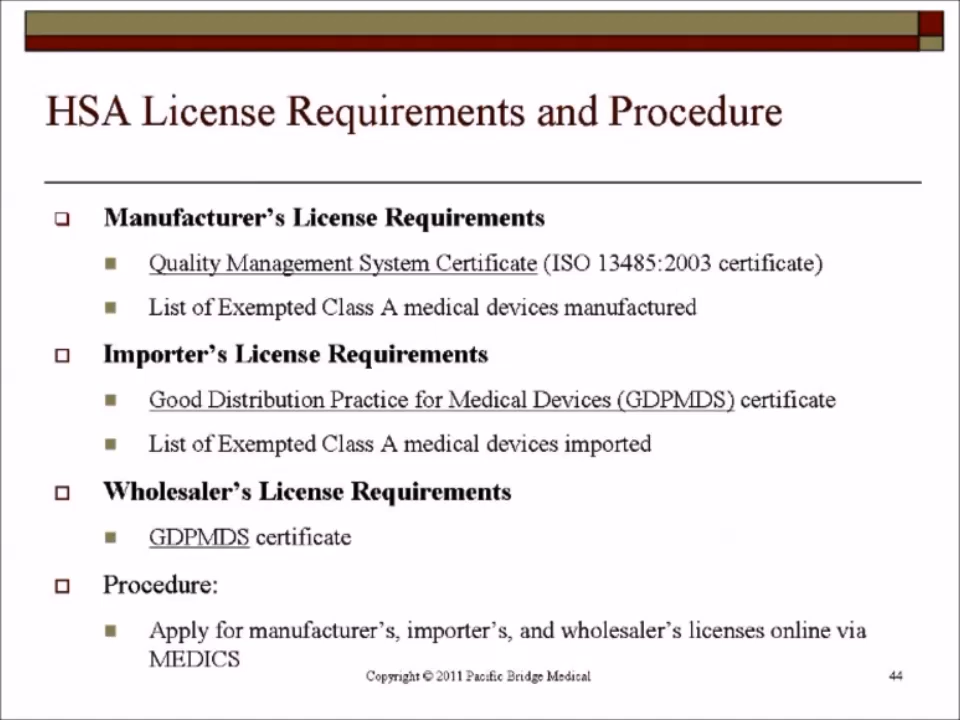 HSA License Requirements and Procedure
Manufacturer's License Requirements
Quality Management System Certificate (ISO 13485:2003 certificate)
List of Exempted Class A medical devices manufactured
Importer's License Requirements
Good Distribution Practice for Medical Devices (GDPMDS) certificate
List of Exempted Class A medical devices imported
Wholesaler's License Requirements
GDPMDS certificate
Procedure:
Apply for manufacturer's, importer's, and wholesaler's licenses online via
MEDICS
Copyright © 2011 Pacific Bridge Medical
44